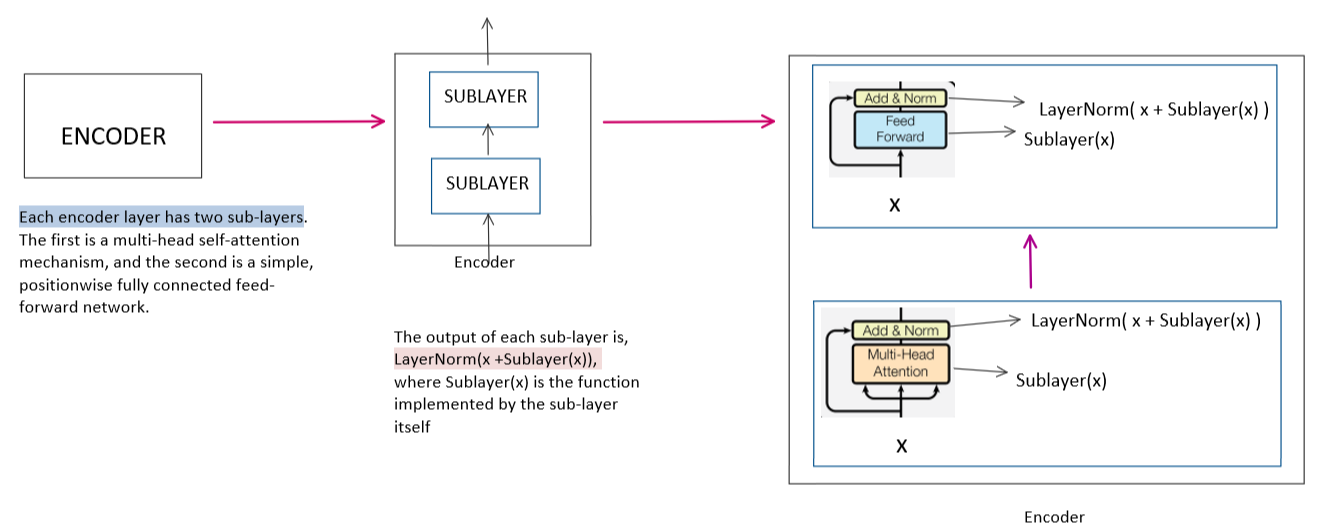 ENCODER
Each encoder layer has two sub-layers.
The first is a multi-head self-attention
mechanism, and the second is a simple,
positionwise fully connected feed-
forward network.
SUBLAYER
SUBLAYER
Encoder
The output of each sub-layer is,
LayerNorm(x +Sublayer(x)),
where Sublayer(x) is the function
implemented by the sub-layer
itself
Add & Norm
LayerNorm( x + Sublayer(x) )
Feed
Forward
Sublayer(x)
X
Add & Norm
LayerNorm( x + Sublayer(x) )
Multi-Head
Attention
Sublayer(x)
X
Encoder